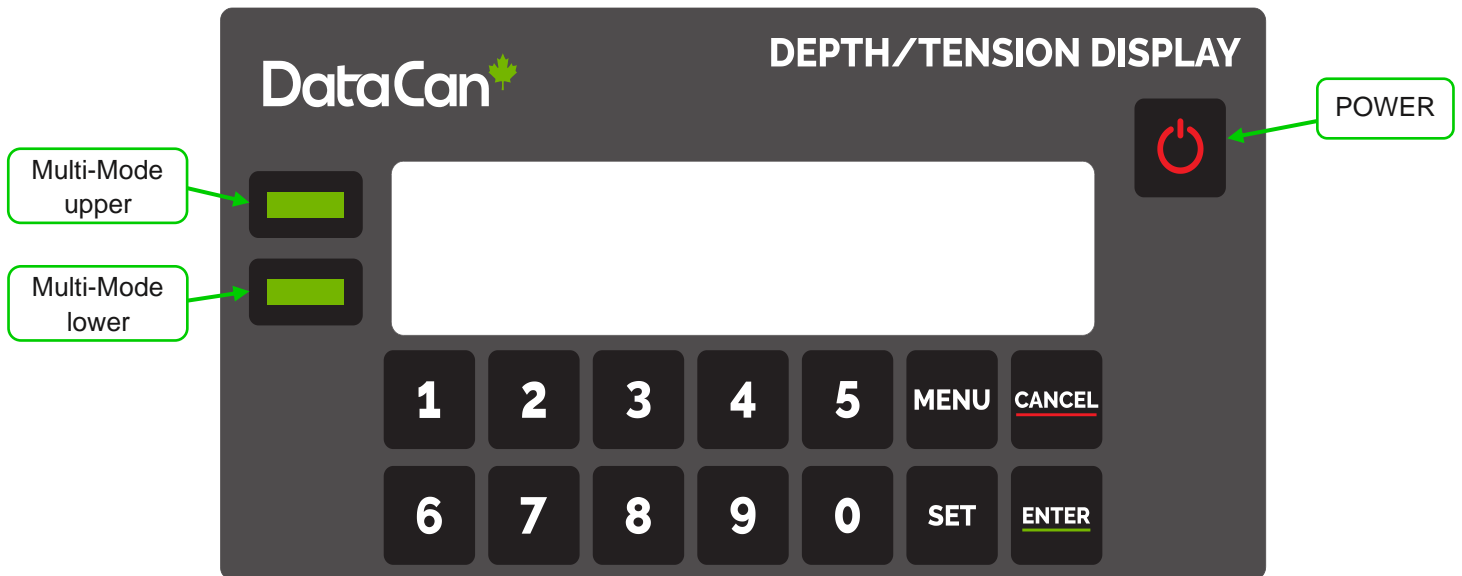 DEPTH/TENSION DISPLAY
DataCan
POWER
Multi-Mode
upper
Multi-Mode
lower
1 2 3 4 5 MENU CANCEL
6 7 8 9 0 SET ENTER